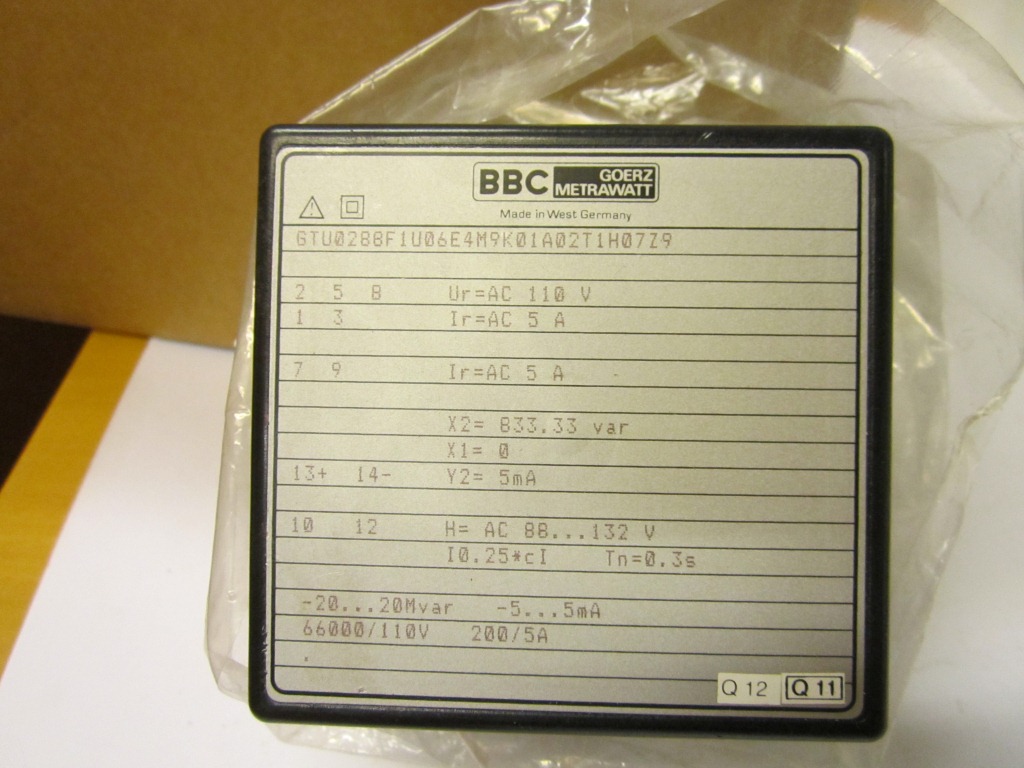 BBC GOERZ METRAWATT
Made in West Germany
GTU0288F1U06E4M9K01A02T1H07Z9
2 5 8 Ur=AC 110 V
1 3 Ir=AC 5 A
7 9 Ir=AC 5 A
X2= 833.33 var
X1= 0
13+ 14- Y2= 5mA
10 12 H= AC 88...132 V
I0.25*cI Tn=0.3s
-20...20Mvar -5...5mA
66000/110V 200/5A
.
Q 12 Q 11